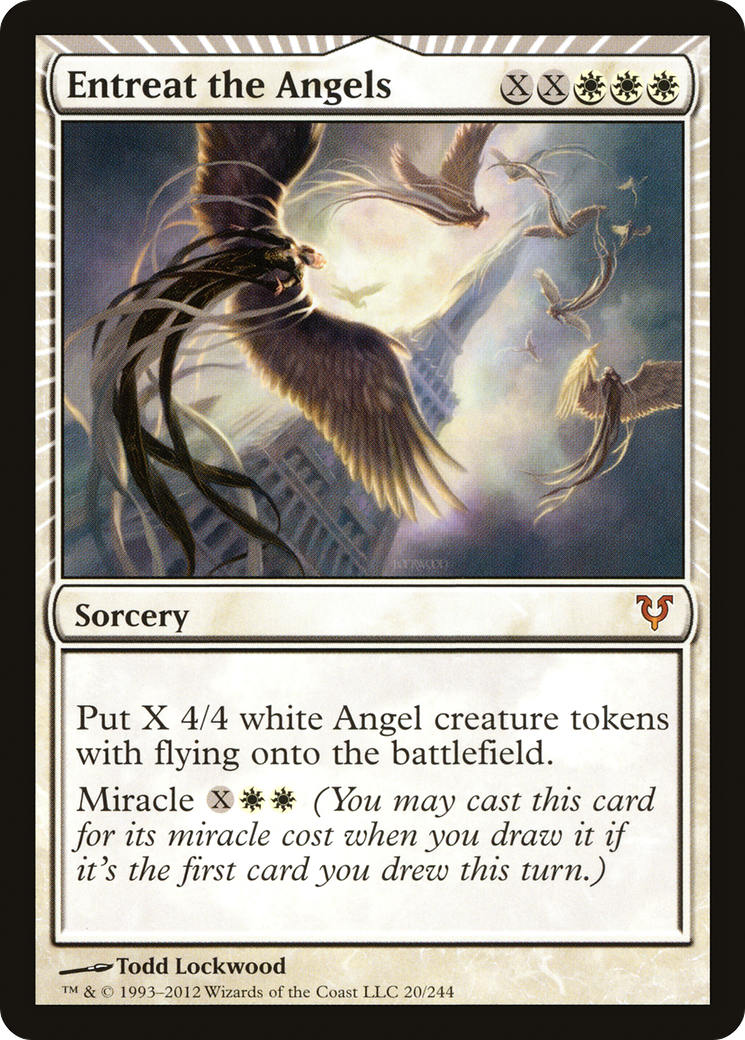 Entreat the Angels XX
LOCKWOOD
Sorcery
Put X 4/4 white Angel creature tokens
with flying onto the battlefield.
Miracle X (You may cast this card
for its miracle cost when you draw it if
it's the first card you drew this turn.)
Todd Lockwood
™ & © 1993–2012 Wizards of the Coast LLC 20/244